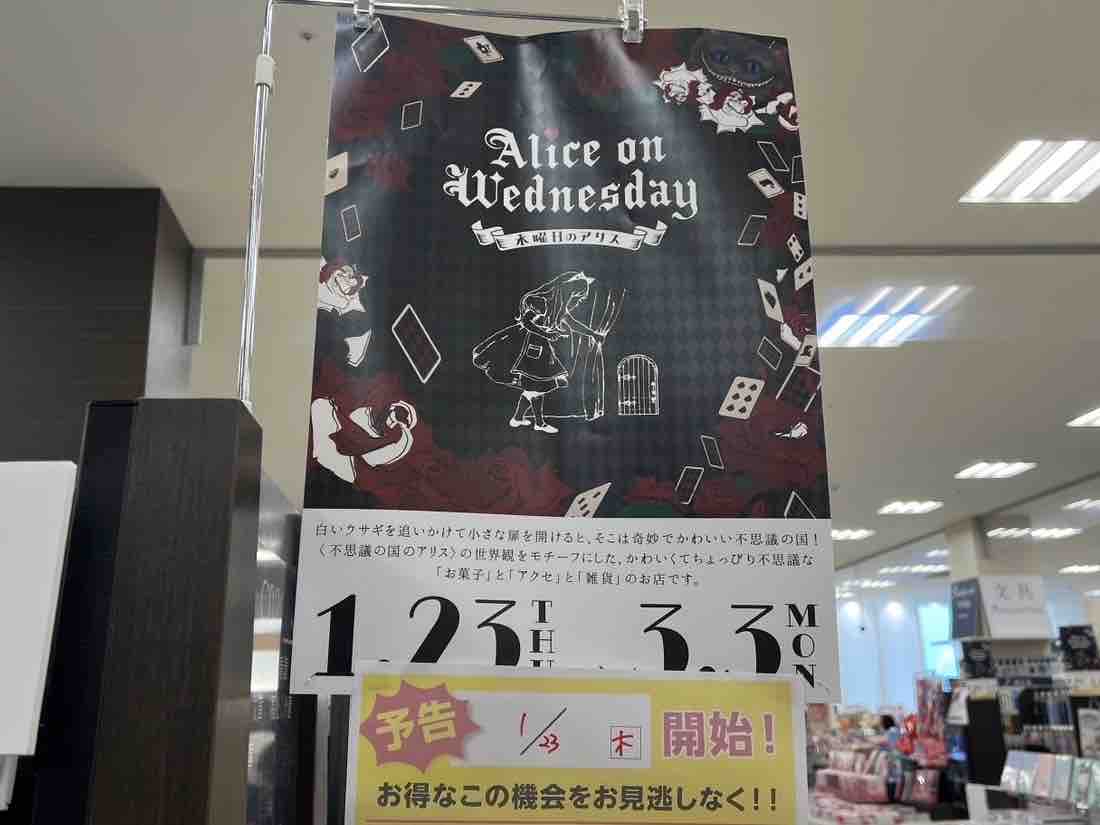 Alice on
Wednesday
水曜日のアリス
白いウサギを追いかけて小さな扉を開けると、そこは奇妙でかわいい不思議の国!
〈不思議の国のアリス〉の世界観をモチーフにした、かわいくてちょっぴり不思議な
「お菓子」と「アクセ」と「雑貨」のお店です。
1.23 THU 3.3 MON
予告 1/23 木 開始!
お得なこの機会をお見逃しなく!!
文具